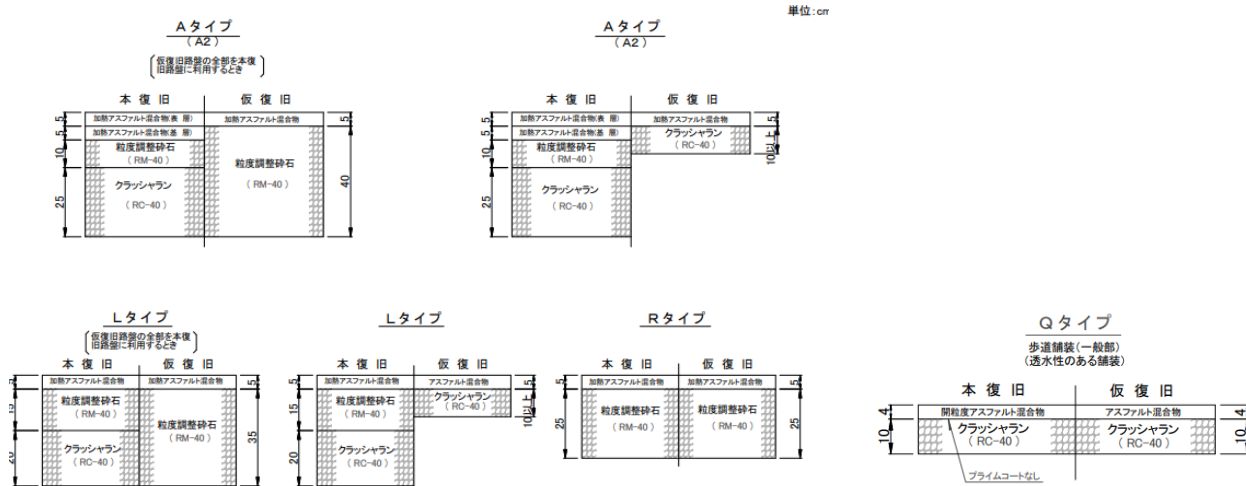 単位:cm
Aタイプ
(A2)
仮復旧路盤の全部を本復
旧路盤に利用するとき
本復旧
仮復旧
5
加熱アスファルト混合物(表 層)
加熱アスファルト混合物
5
5
加熱アスファルト混合物(基 層)
10
粒度調整砕石
(RM-40)
粒度調整砕石
(RM-40)
40
25
クラッシャラン
(RC-40)
Aタイプ
(A2)
本復旧
仮復旧
5
加熱アスファルト混合物(表 層)
加熱アスファルト混合物
5
5
加熱アスファルト混合物(基 層)
クラッシャラン
(RC-40)
10以上
10
粒度調整砕石
(RM-40)
25
クラッシャラン
(RC-40)
Lタイプ
仮復旧路盤の全部を本復
旧路盤に利用するとき
本復旧
仮復旧
加熱アスファルト混合物
加熱アスファルト混合物
5
15
粒度調整砕石
(RM-40)
粒度調整砕石
(RM-40)
35
20
クラッシャラン
(RC-40)
Lタイプ
本復旧
仮復旧
5
加熱アスファルト混合物
アスファルト混合物
5
15
粒度調整砕石
(RM-40)
クラッシャラン
(RC-40)
10以上
20
クラッシャラン
(RC-40)
Rタイプ
本復旧
仮復旧
5
加熱アスファルト混合物
加熱アスファルト混合物
5
25
粒度調整砕石
(RM-40)
粒度調整砕石
(RM-40)
25
Qタイプ
歩道舗装(一般部)
(透水性のある舗装)
本復旧
仮復旧
4
開粒度アスファルト混合物
アスファルト混合物
4
10
クラッシャラン
(RC-40)
クラッシャラン
(RC-40)
10
プライムコートなし